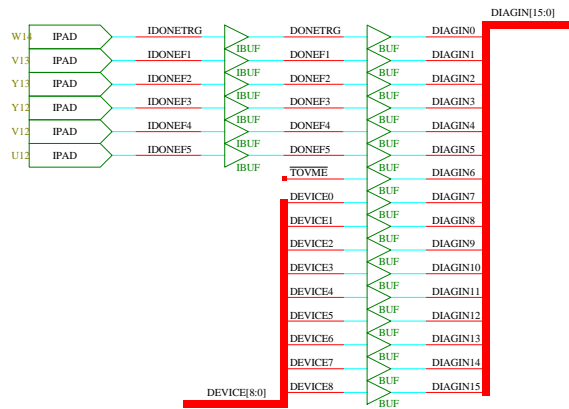 DIAGIN[15:0]
W14 IPAD IDONETRG IBUF DONETRG BUF DIAGIN0
V13 IPAD IDONEF1 IBUF DONEF1 BUF DIAGIN1
Y13 IPAD IDONEF2 IBUF DONEF2 BUF DIAGIN2
Y12 IPAD IDONEF3 IBUF DONEF3 BUF DIAGIN3
V12 IPAD IDONEF4 IBUF DONEF4 BUF DIAGIN4
U12 IPAD IDONEF5 IBUF DONEF5 BUF DIAGIN5
TOVME BUF DIAGIN6
DEVICE0 BUF DIAGIN7
DEVICE1 BUF DIAGIN8
DEVICE2 BUF DIAGIN9
DEVICE3 BUF DIAGIN10
DEVICE4 BUF DIAGIN11
DEVICE5 BUF DIAGIN12
DEVICE6 BUF DIAGIN13
DEVICE7 BUF DIAGIN14
DEVICE8 BUF DIAGIN15
DEVICE[8:0]